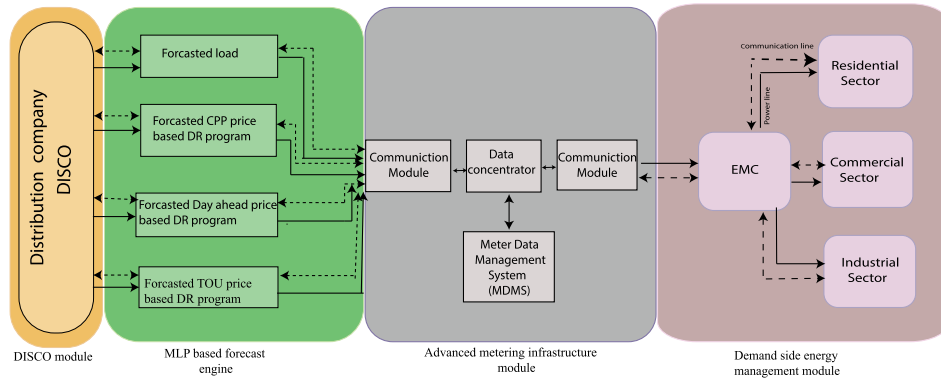 Distribution company
DISCO
Forcasted load
Forcasted CPP price
based DR program
Forcasted Day ahead price
based DR program
Forcasted TOU price
based DR program
Communiction
Module
Data
concentrator
Communiction
Module
Meter Data
Management
System
(MDMS)
EMC
Communication line
Power line
Residential
Sector
Commercial
Sector
Industrial
Sector
DISCO module
MLP based forecast
engine
Advanced metering infrastructure
module
Demand side energy
management module